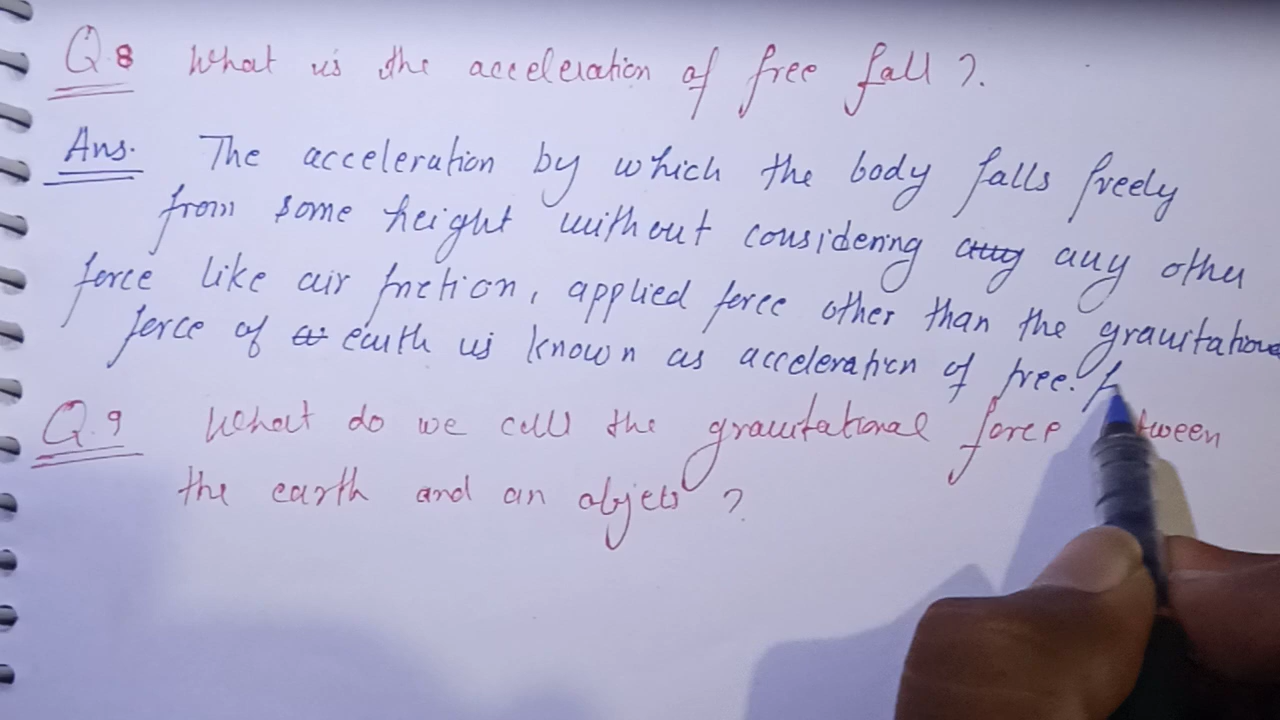 Q.8 What is the acceleration of free fall ?.
Ans. The acceleration by which the body falls freely
from some height without considering any other
force like air friction, applied force other than the gravitational
force of earth is known as acceleration of free. f
Q.9 What do we call the gravitational force between
the earth and an object ?